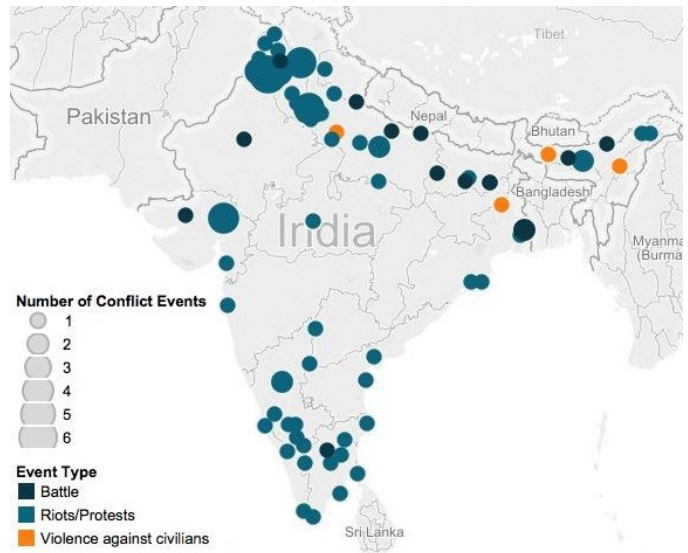 Tibet
Pakistan
Nepal
Bhutan
Bangladesh
India
Myanmar
(Burma)
Number of Conflict Events
1
2
3
4
5
6
Event Type
Battle
Riots/Protests
Violence against civilians
Sri Lanka